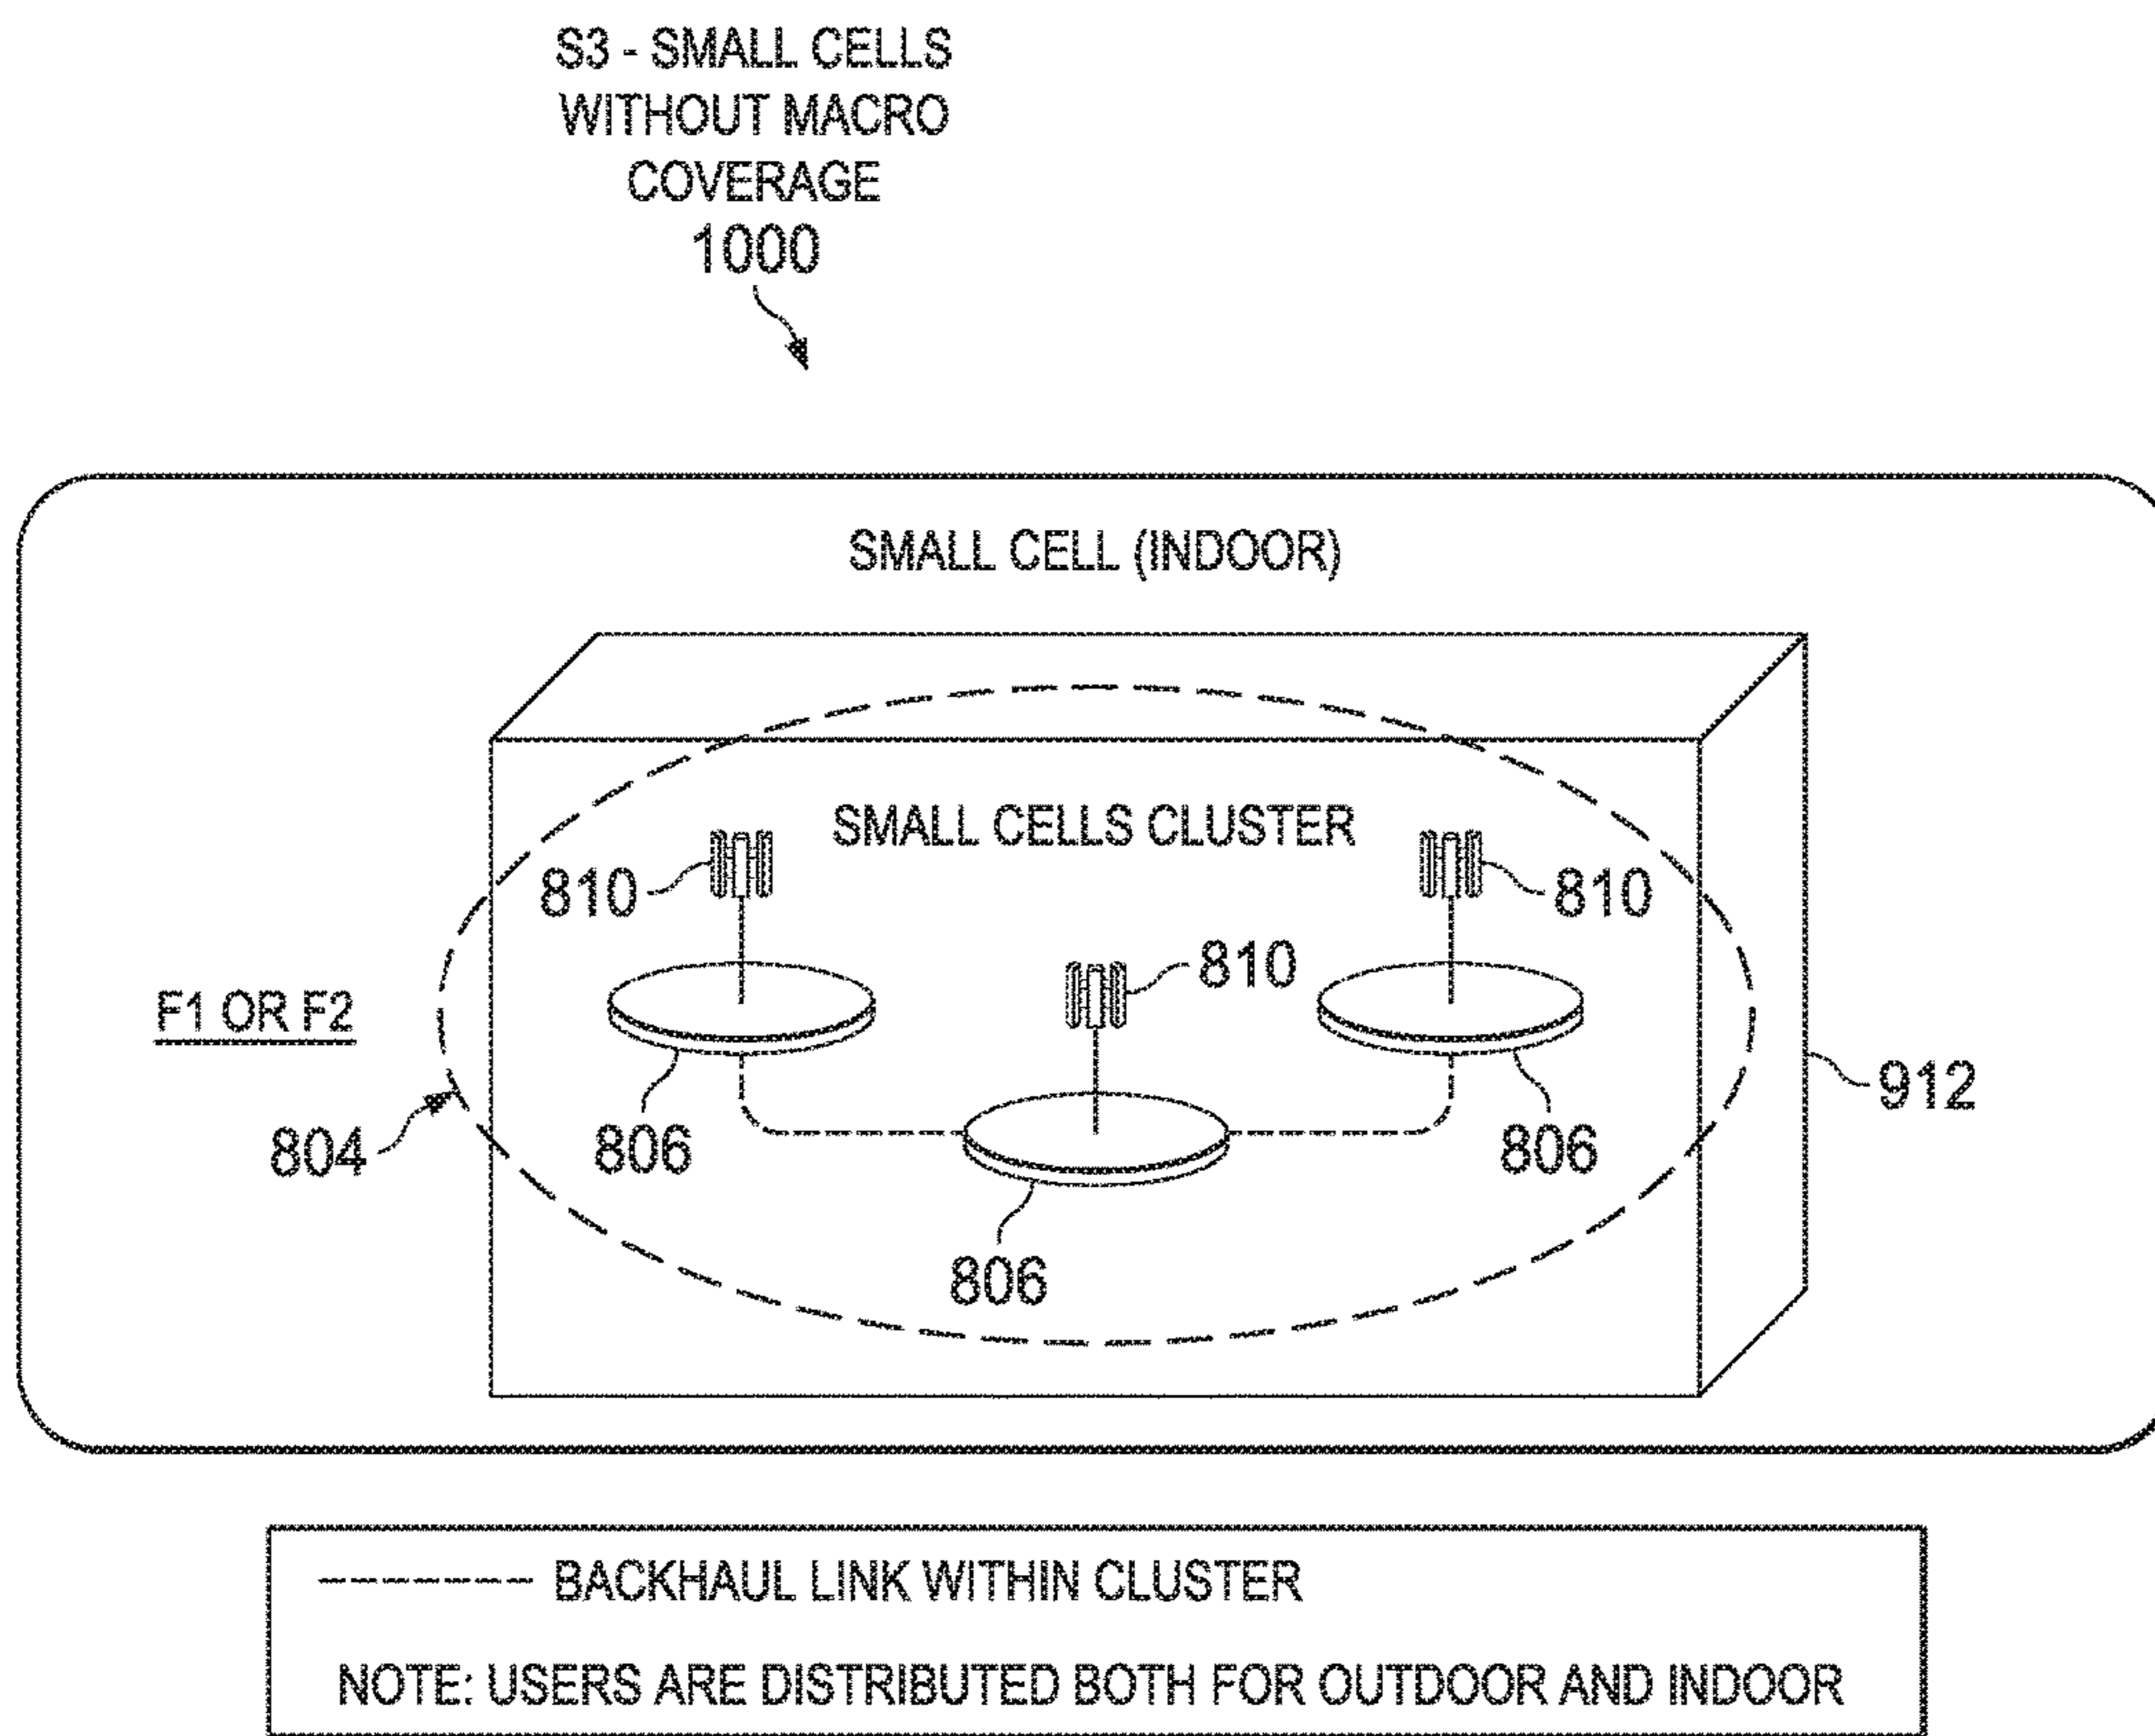 S3 - SMALL CELLS
WITHOUT MACRO
COVERAGE
1000
SMALL CELL (INDOOR)
SMALL CELLS CLUSTER
810
810
810
F1 OR F2
804
806
806
806
912
BACKHAUL LINK WITHIN CLUSTER
NOTE: USERS ARE DISTRIBUTED BOTH FOR OUTDOOR AND INDOOR